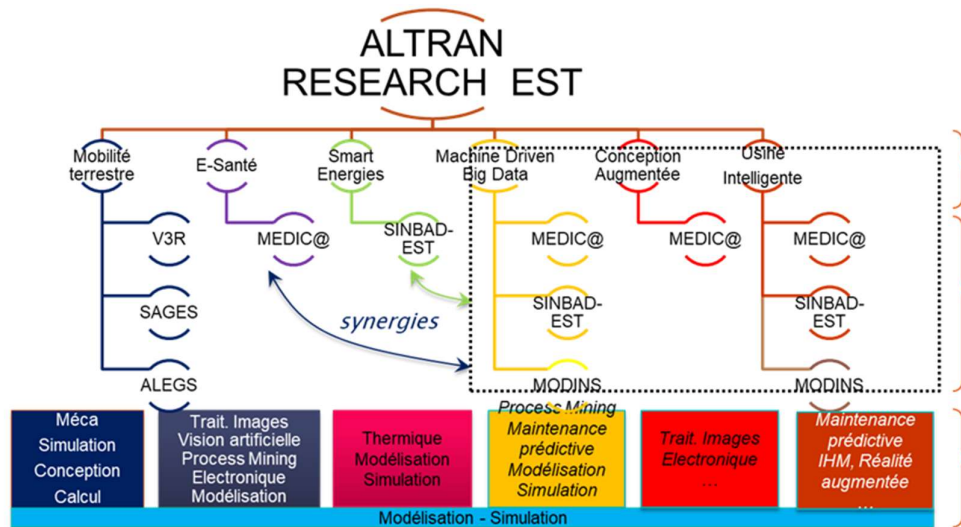 ALTRAN
RESEARCH EST
Mobilité
terrestre
E-Santé
Smart
Energies
Machine Driven
Big Data
Conception
Augmentée
Usine
Intelligente
V3R
MEDIC@
SINBAD-
EST
MEDIC@
MEDIC@
MEDIC@
SAGES
synergies
SINBAD-
EST
SINBAD-
EST
ALEGS
MODINS
MODINS
Méca
Simulation
Conception
Calcul
Trait. Images
Vision artificielle
Process Mining
Electronique
Modélisation
Thermique
Modélisation
Simulation
Process Mining
Maintenance
prédictive
Modélisation
Simulation
Trait. Images
Electronique
...
Maintenance
prédictive
IHM, Réalité
augmentée
...
Modélisation - Simulation